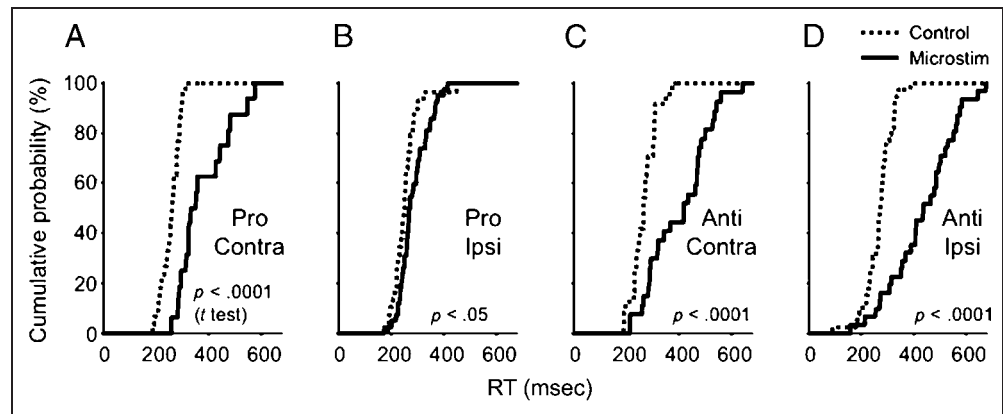 A
B
C
D
Control
Microstim
Cumulative probability (%)
100
80
60
40
20
0
Pro
Contra
p < .0001
(t test)
0 200 400 600
Pro
Ipsi
p < .05
0 200 400 600
Anti
Contra
p < .0001
0 200 400 600
Anti
Ipsi
p < .0001
0 200 400 600
RT (msec)